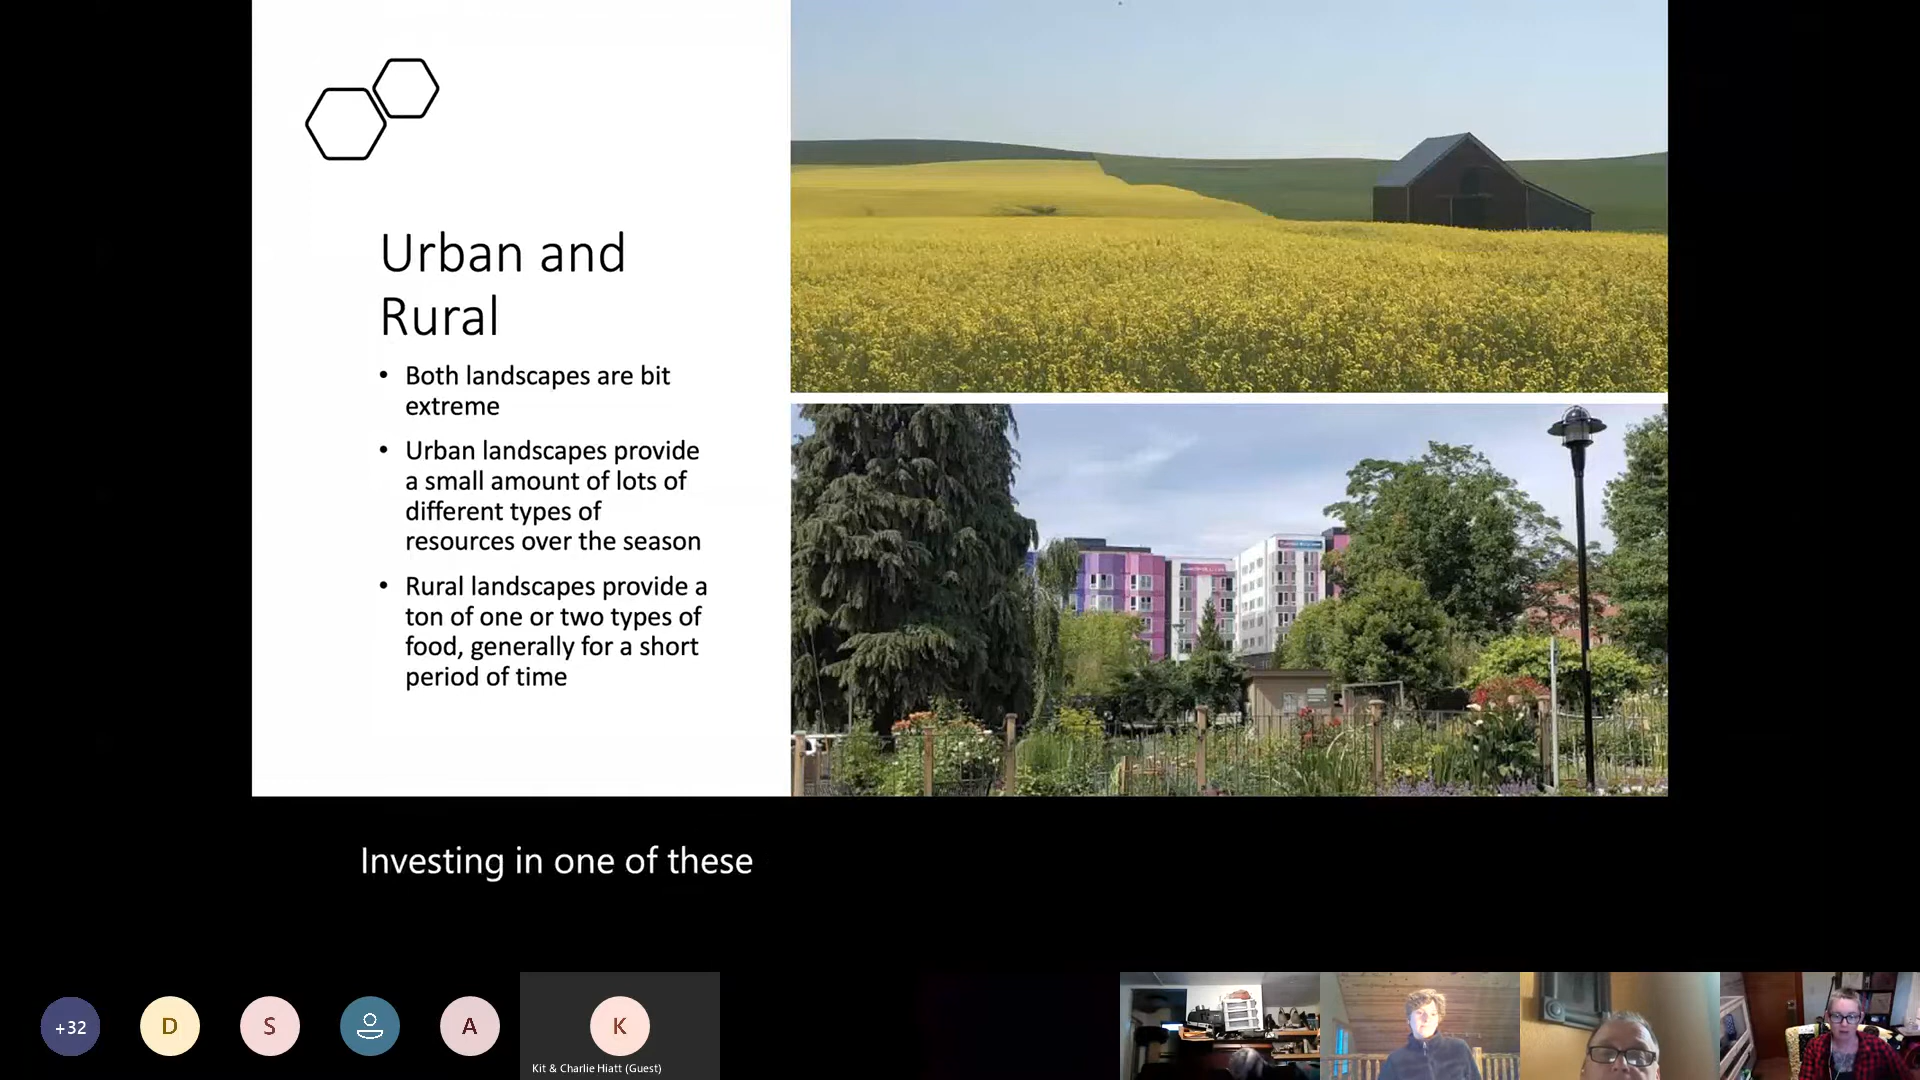 Urban and
Rural
• Both landscapes are bit
extreme
• Urban landscapes provide
a small amount of lots of
different types of
resources over the season
• Rural landscapes provide a
ton of one or two types of
food, generally for a short
period of time
Investing in one of these
+32
D
S
A
K
Kit & Charlie Hiatt (Guest)